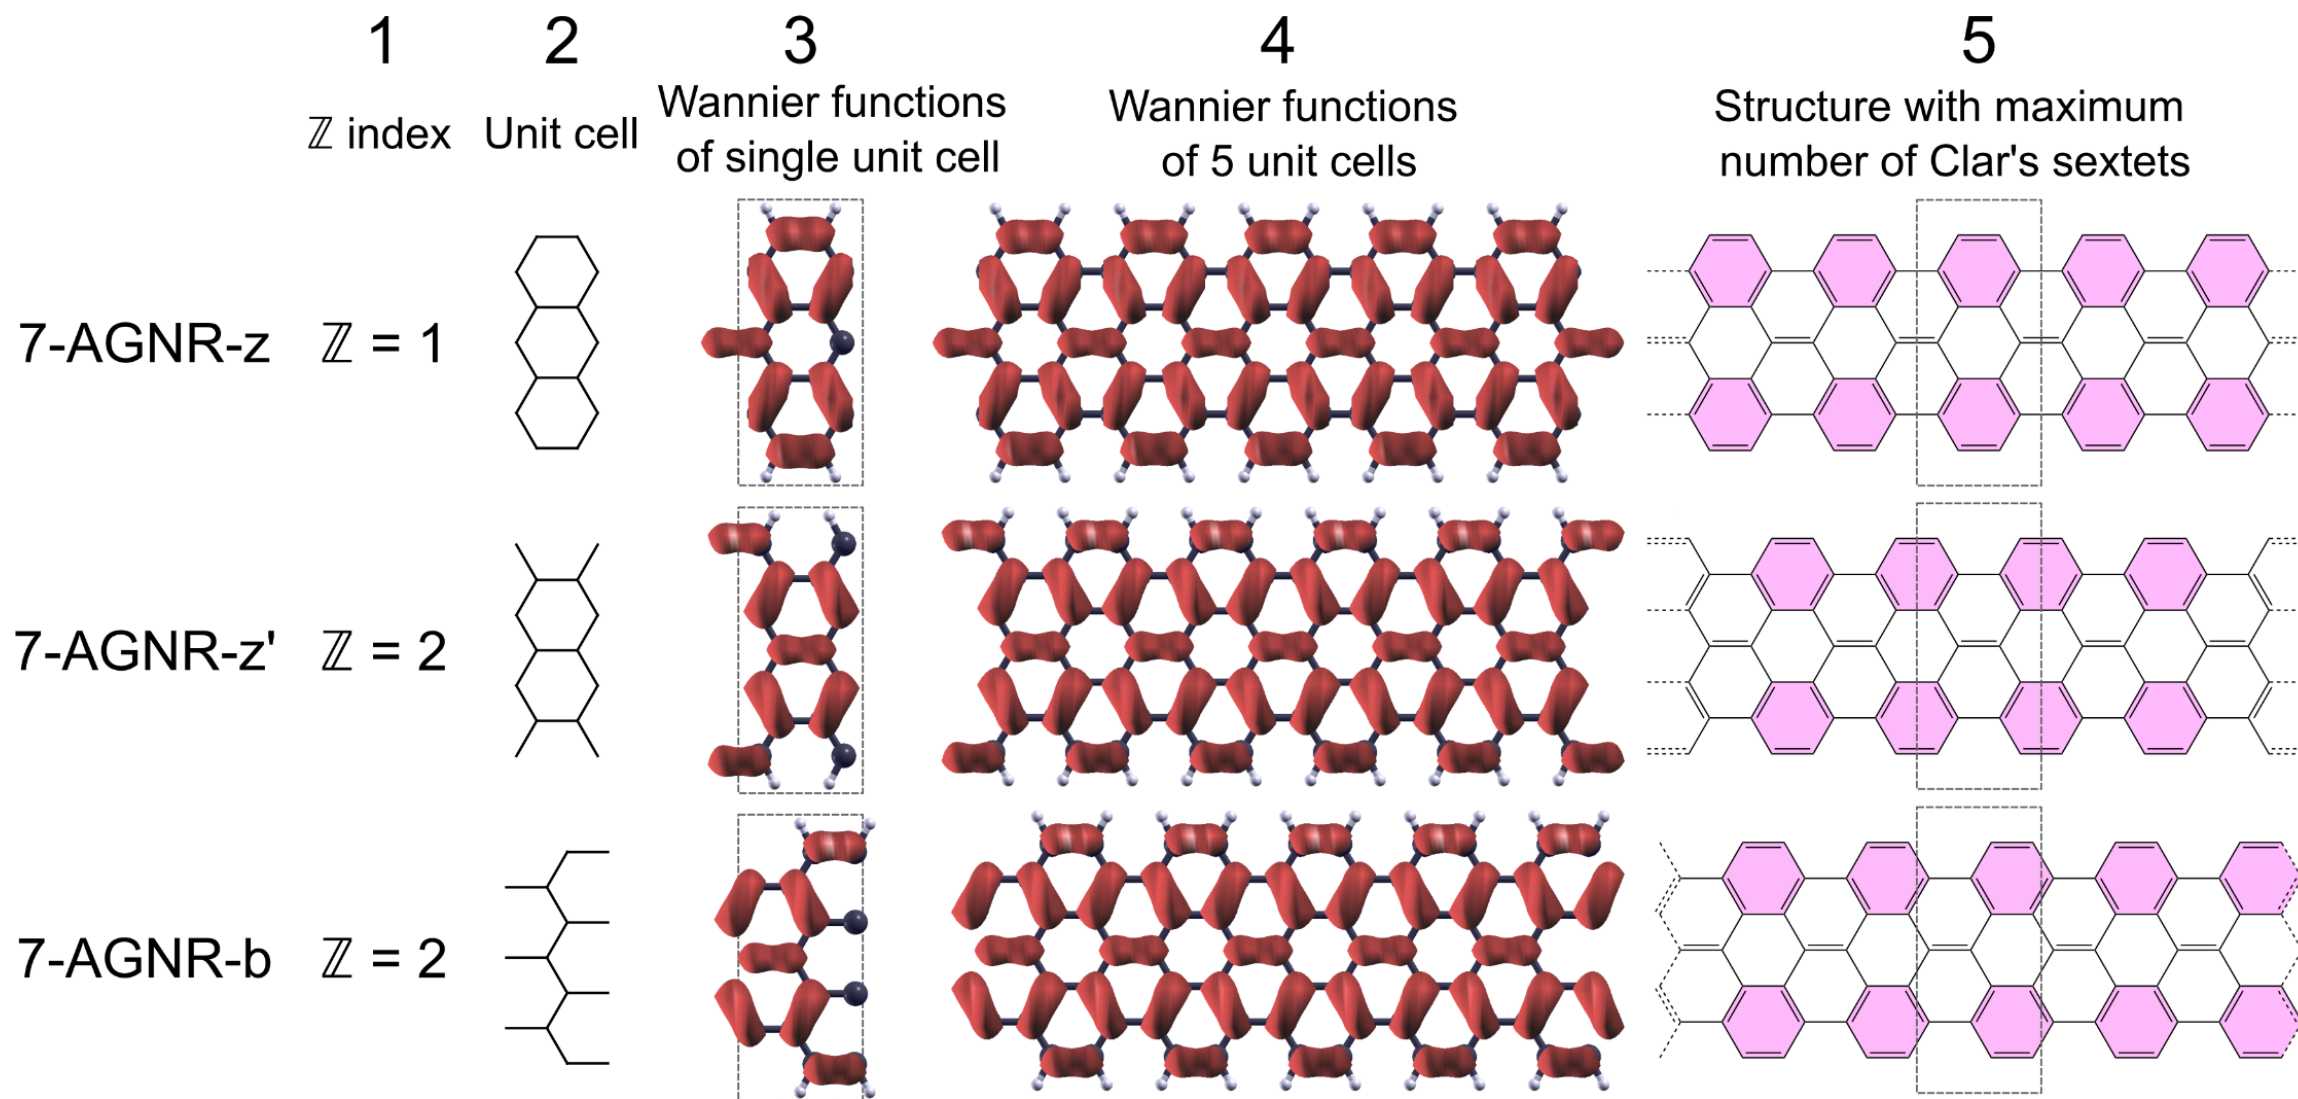 1 2 3 4 5
ℤ index Unit cell Wannier functions Wannier functions Structure with maximum
of single unit cell of 5 unit cells number of Clar's sextets
7-AGNR-z ℤ = 1
7-AGNR-z' ℤ = 2
7-AGNR-b ℤ = 2